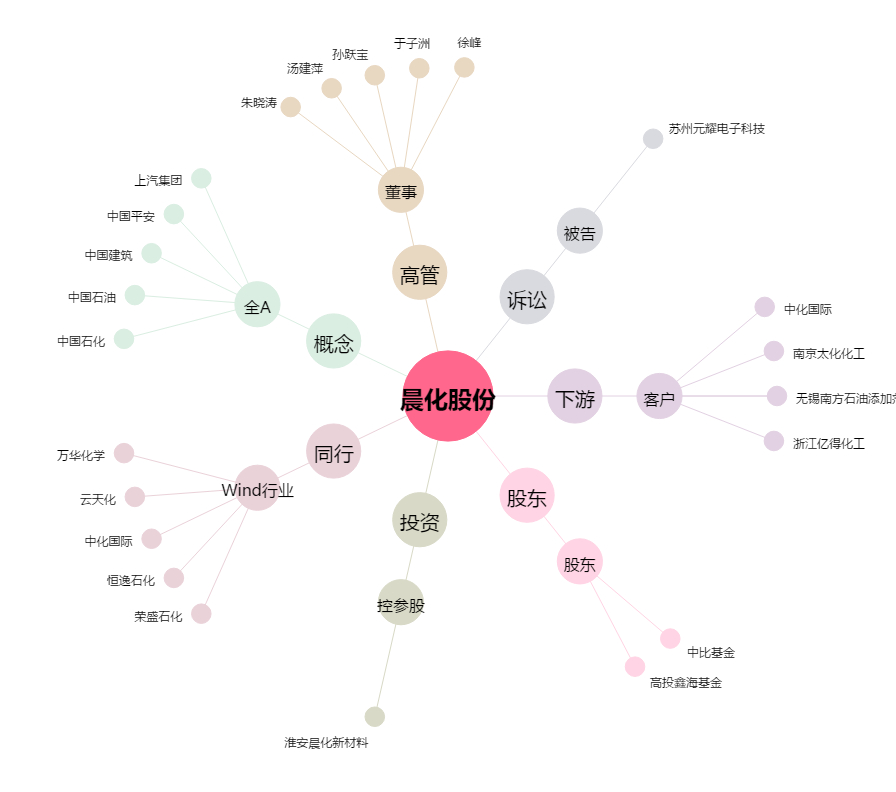 徐峰
于子洲
孙跃宝
汤建萍
朱晓涛
董事
高管
苏州元耀电子科技
被告
诉讼
上汽集团
中国平安
中国建筑
中国石油
中国石化
全A
概念
晨化股份
中化国际
南京太化化工
无锡南方石油添加
浙江亿得化工
客户
下游
同行
Wind行业
万华化学
云天化
中化国际
恒逸石化
荣盛石化
投资
控参股
淮安晨化新材料
股东
股东
中比基金
高投鑫海基金